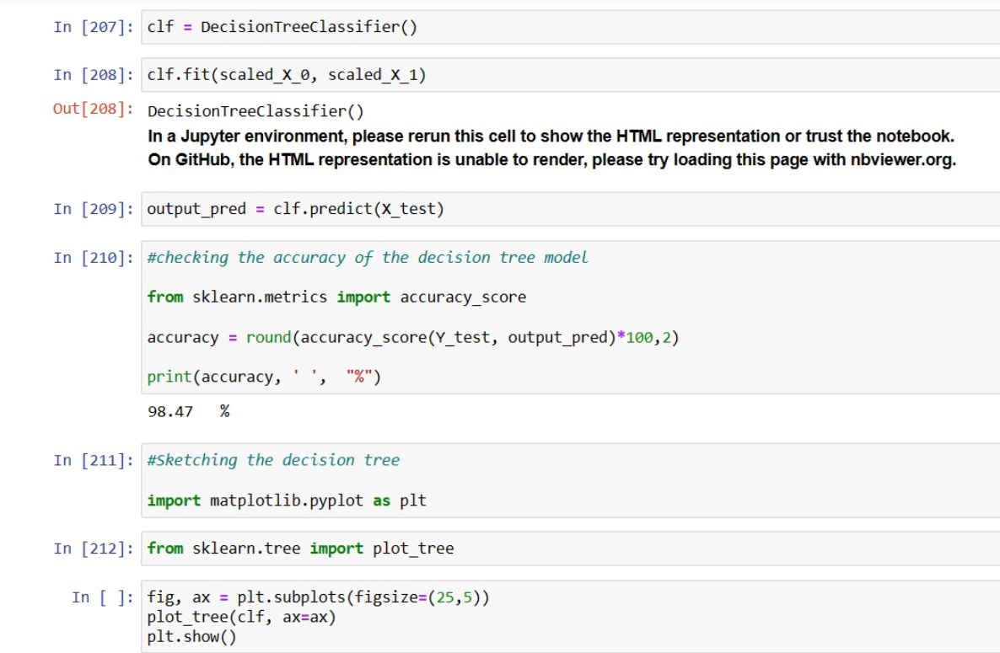 In [207]: clf = DecisionTreeClassifier()
In [208]: clf.fit(scaled_X_0, scaled_X_1)
Out[208]: DecisionTreeClassifier()
In a Jupyter environment, please rerun this cell to show the HTML representation or trust the notebook.
On GitHub, the HTML representation is unable to render, please try loading this page with nbviewer.org.
In [209]: output_pred = clf.predict(X_test)
In [210]: #checking the accuracy of the decision tree model
from sklearn.metrics import accuracy_score
accuracy = round(accuracy_score(Y_test, output_pred)*100,2)
print(accuracy, ' ', "%")
98.47   %
In [211]: #Sketching the decision tree
import matplotlib.pyplot as plt
In [212]: from sklearn.tree import plot_tree
In [ ]: fig, ax = plt.subplots(figsize=(25,5))
plot_tree(clf, ax=ax)
plt.show()